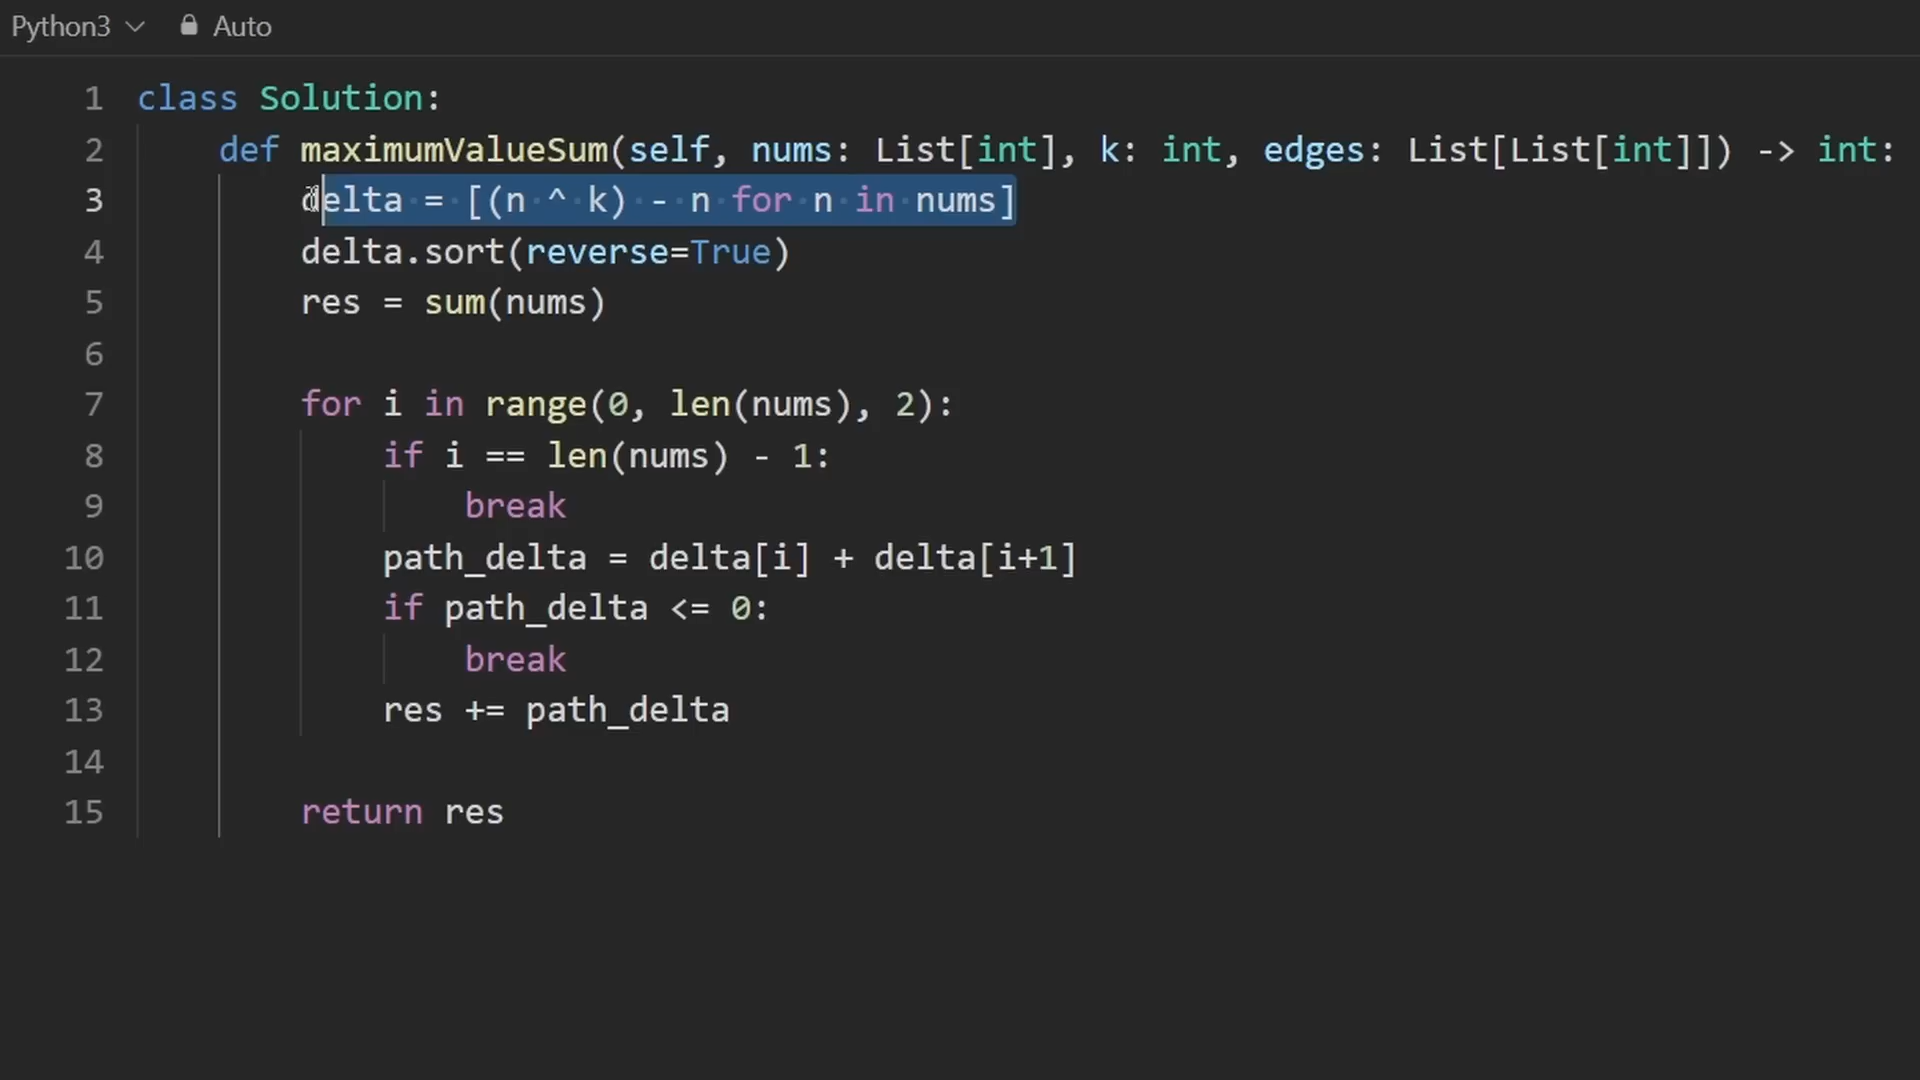 Python3 Auto
1 class Solution:
2 def maximumValueSum(self, nums: List[int], k: int, edges: List[List[int]]) -> int:
3 delta = [(n ^ k) - n for n in nums]
4 delta.sort(reverse=True)
5 res = sum(nums)
6
7 for i in range(0, len(nums), 2):
8 if i == len(nums) - 1:
9 break
10 path_delta = delta[i] + delta[i+1]
11 if path_delta <= 0:
12 break
13 res += path_delta
14
15 return res